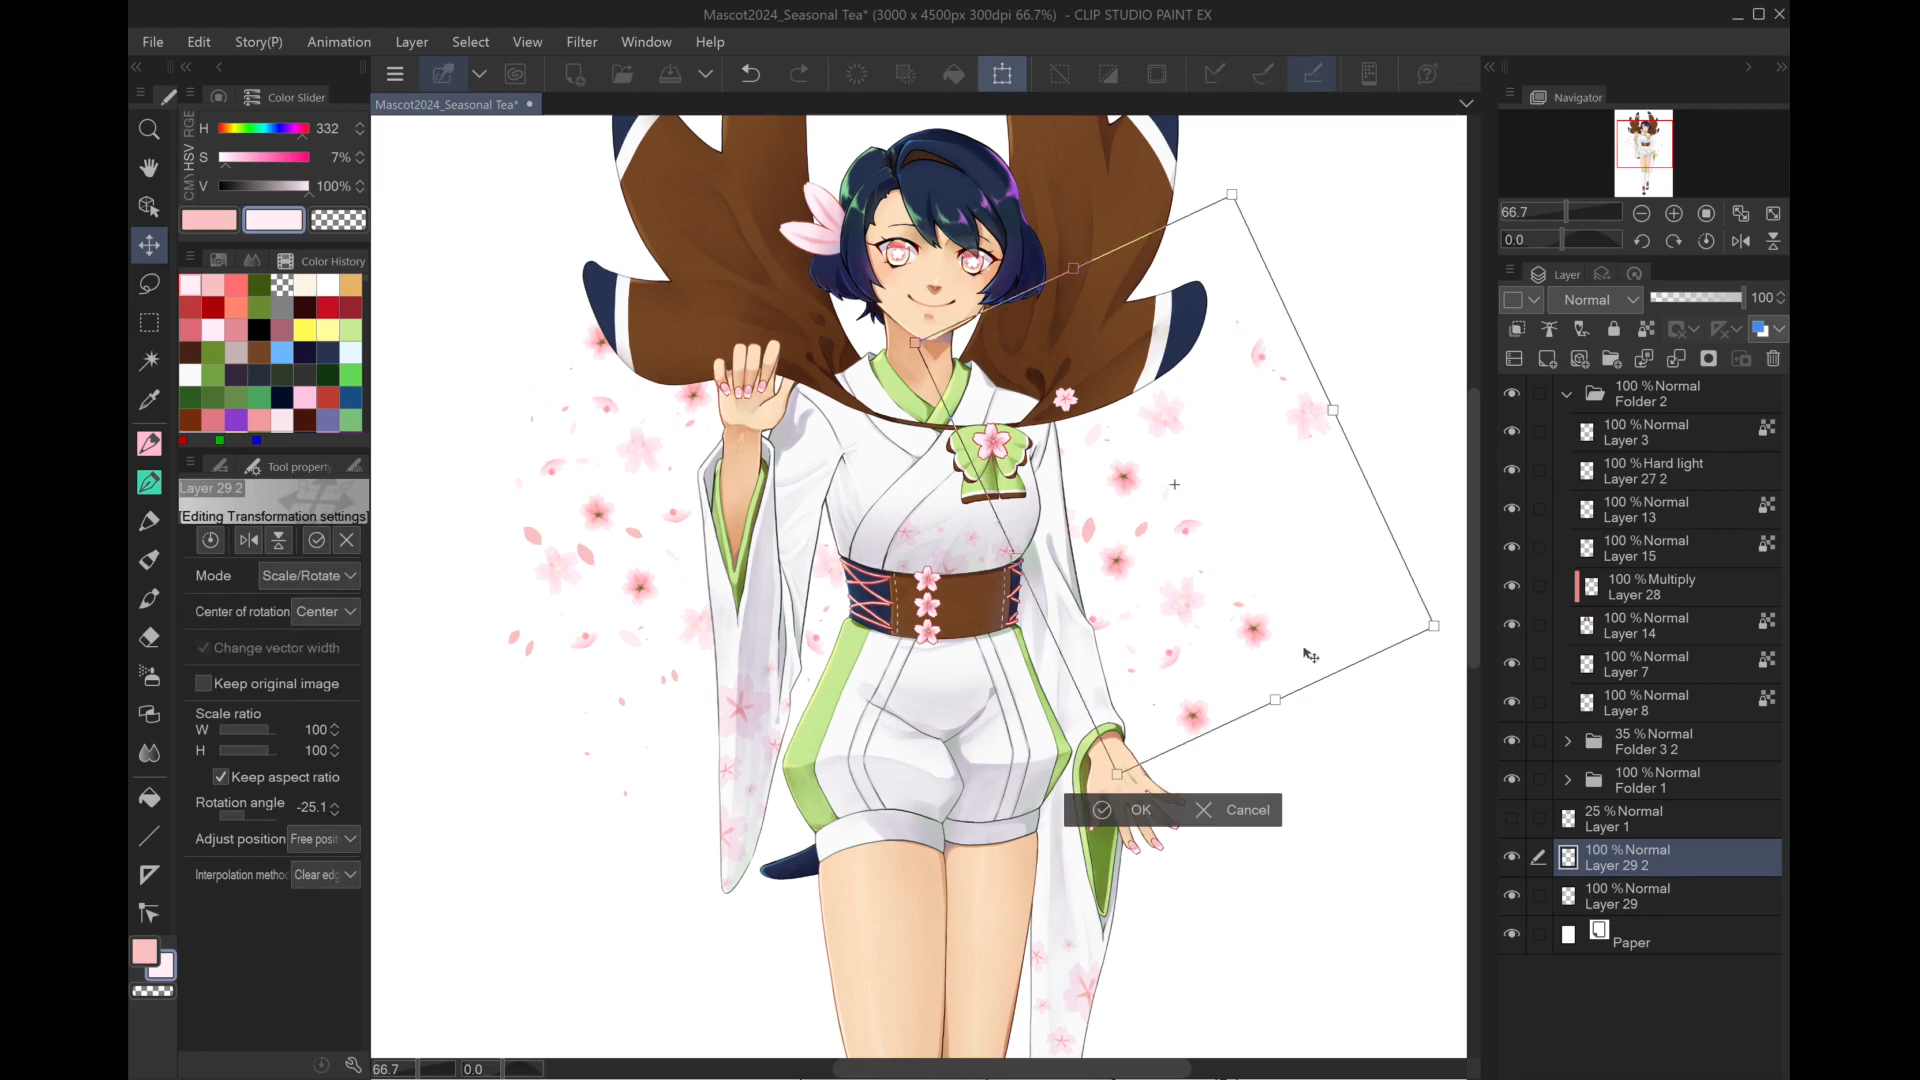 Mascot2024_Seasonal Tea* (3000 x 4500px 300dpi 66.7%) - CLIP STUDIO PAINT EX
File Edit Story(P) Animation Layer Select View Filter Window Help
Mascot2024_Seasonal Tea*
Color Slider
HSV
H 332
S 7%
V 100%
Color History
Tool property
Layer 29 2
[Editing Transformation settings]
Mode Scale/Rotate
Center of rotation Center
Change vector width
Keep original image
Scale ratio
W 100
H 100
Keep aspect ratio
Rotation angle -25.1
Adjust position Free posit
Interpolation metho Clear edg
OK Cancel
66.7 0.0
Navigator
66.7
0.0
Layer
Normal 100
100 % Normal
Folder 2
100 % Normal
Layer 3
100 % Hard light
Layer 27 2
100 % Normal
Layer 13
100 % Normal
Layer 15
100 % Multiply
Layer 28
100 % Normal
Layer 14
100 % Normal
Layer 7
100 % Normal
Layer 8
35 % Normal
Folder 3 2
100 % Normal
Folder 1
25 % Normal
Layer 1
100 % Normal
Layer 29 2
100 % Normal
Layer 29
Paper